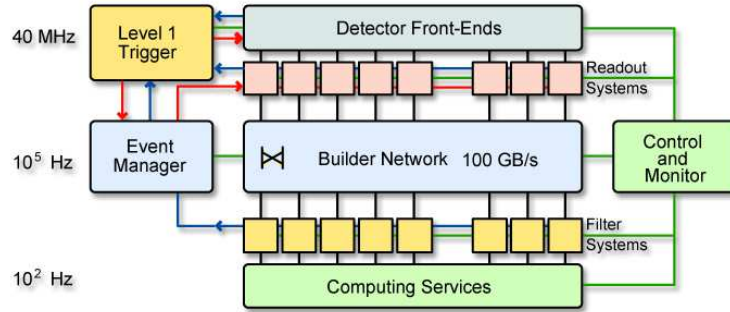 Level 1
Trigger
Detector Front-Ends
40 MHz
Readout
Systems
Event
Manager
Builder Network 100 GB/s
Control
and
Monitor
10⁵ Hz
Filter
Systems
10² Hz
Computing Services